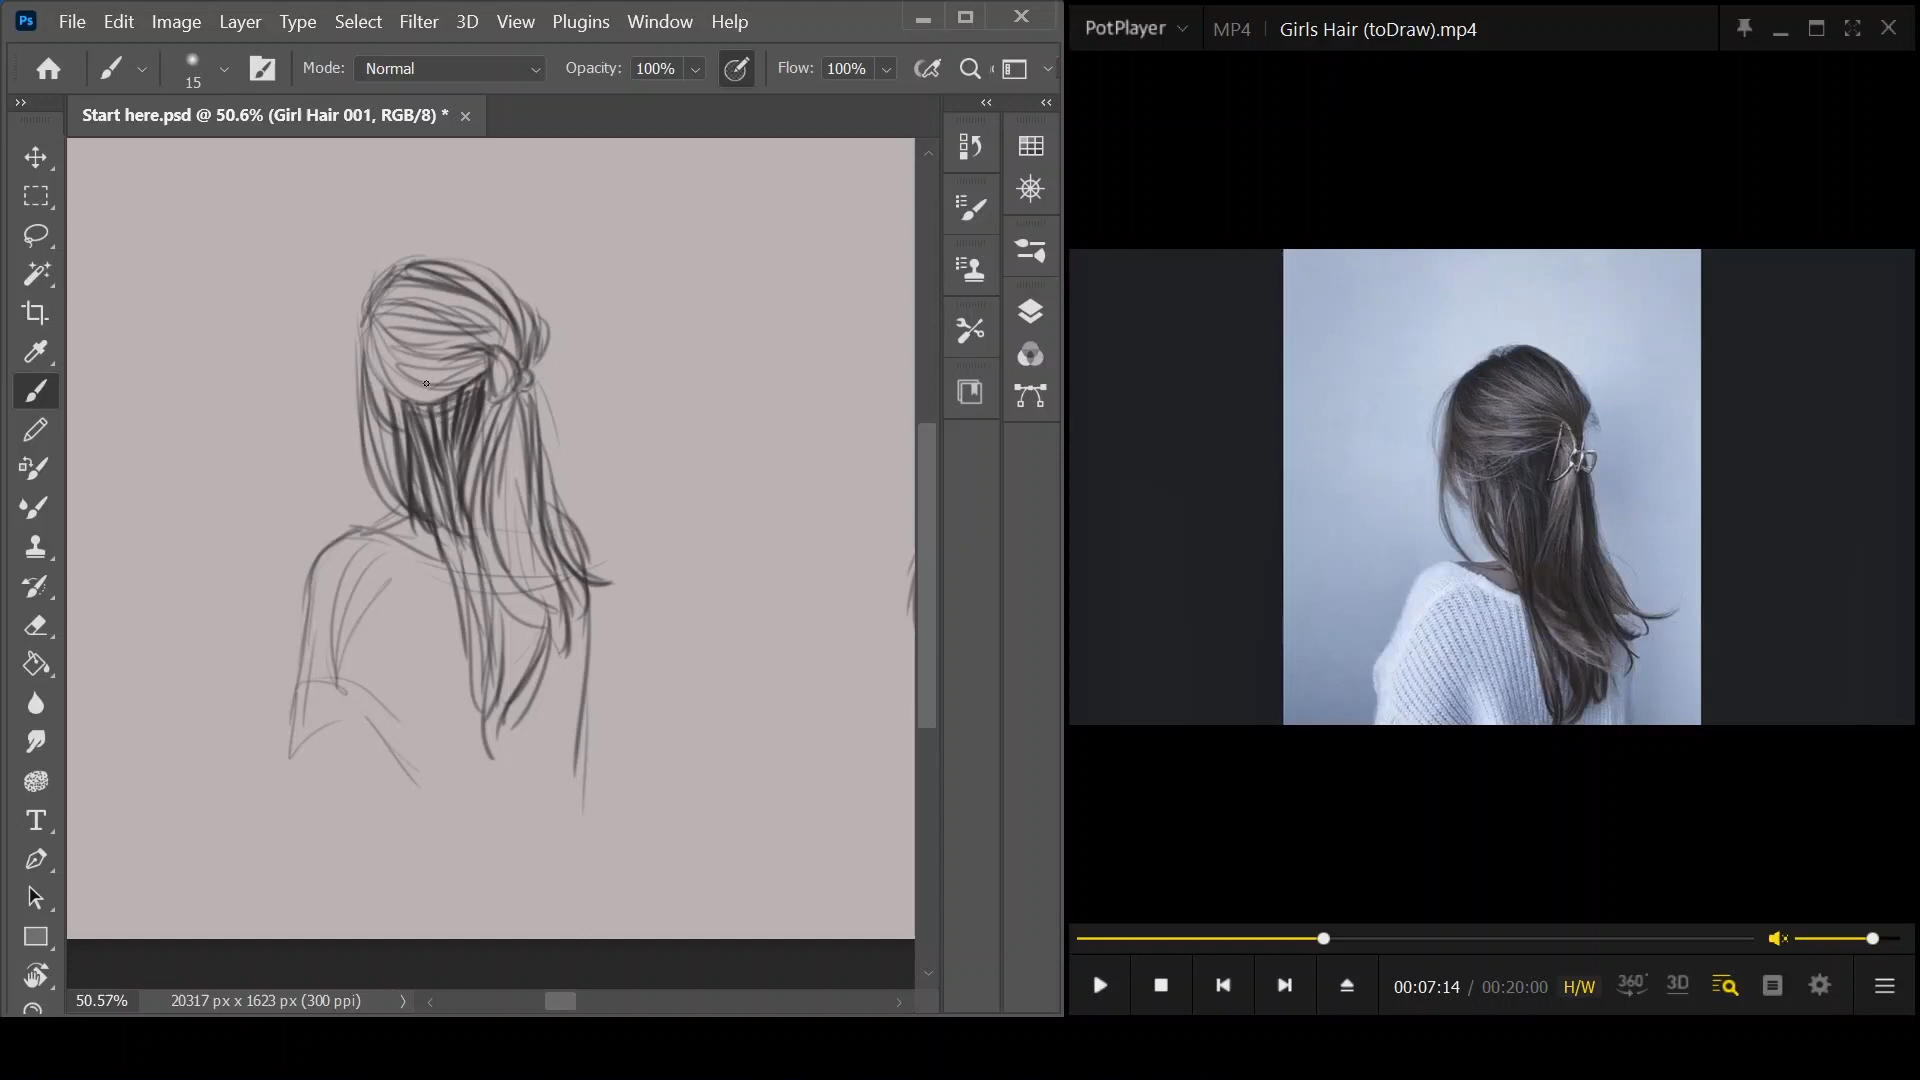 Ps File Edit Image Layer Type Select Filter 3D View Plugins Window Help
15 Mode: Normal Opacity: 100% Flow: 100%
Start here.psd @ 50.6% (Girl Hair 001, RGB/8) *
50.57% 20317 px x 1623 px (300 ppi)
PotPlayer MP4 Girls Hair (toDraw).mp4
00:07:14 / 00:20:00 H/W 360° 3D